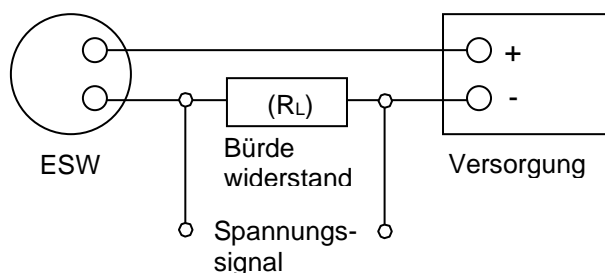 +
(RL)
-
ESW
Bürde
widerstand
Versorgung
Spannungs-
signal